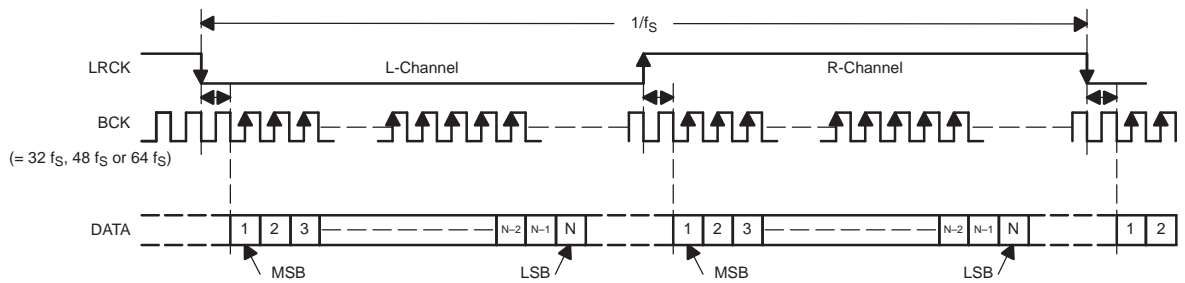 1/fS
LRCK
L-Channel
R-Channel
BCK
(= 32 fS, 48 fS or 64 fS)
DATA
1 2 3 N–2 N–1 N 1 2 3 N–2 N–1 N 1 2
MSB LSB MSB LSB